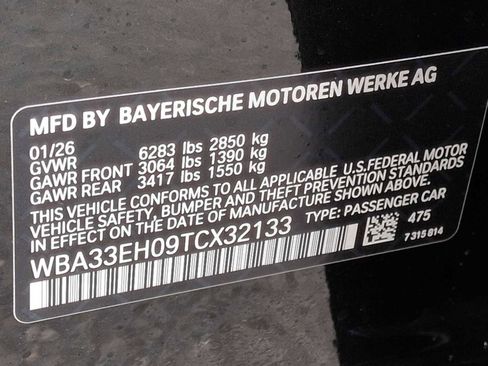 MFD BY BAYERISCHE MOTOREN WERKE AG
01/26
GVWR 6283 lbs 2850 kg
GAWR FRONT 3064 lbs 1390 kg
GAWR REAR 3417 lbs 1550 kg
THIS VEHICLE CONFORMS TO ALL APPLICABLE U.S.FEDERAL MOTOR
VEHICLE SAFETY, BUMPER AND THEFT PREVENTION STANDARDS
IN EFFECT ON THE DATE OF MANUFACTURE SHOWN ABOVE.
WBA33EH09TCX32133 TYPE: PASSENGER CAR
475
7315814